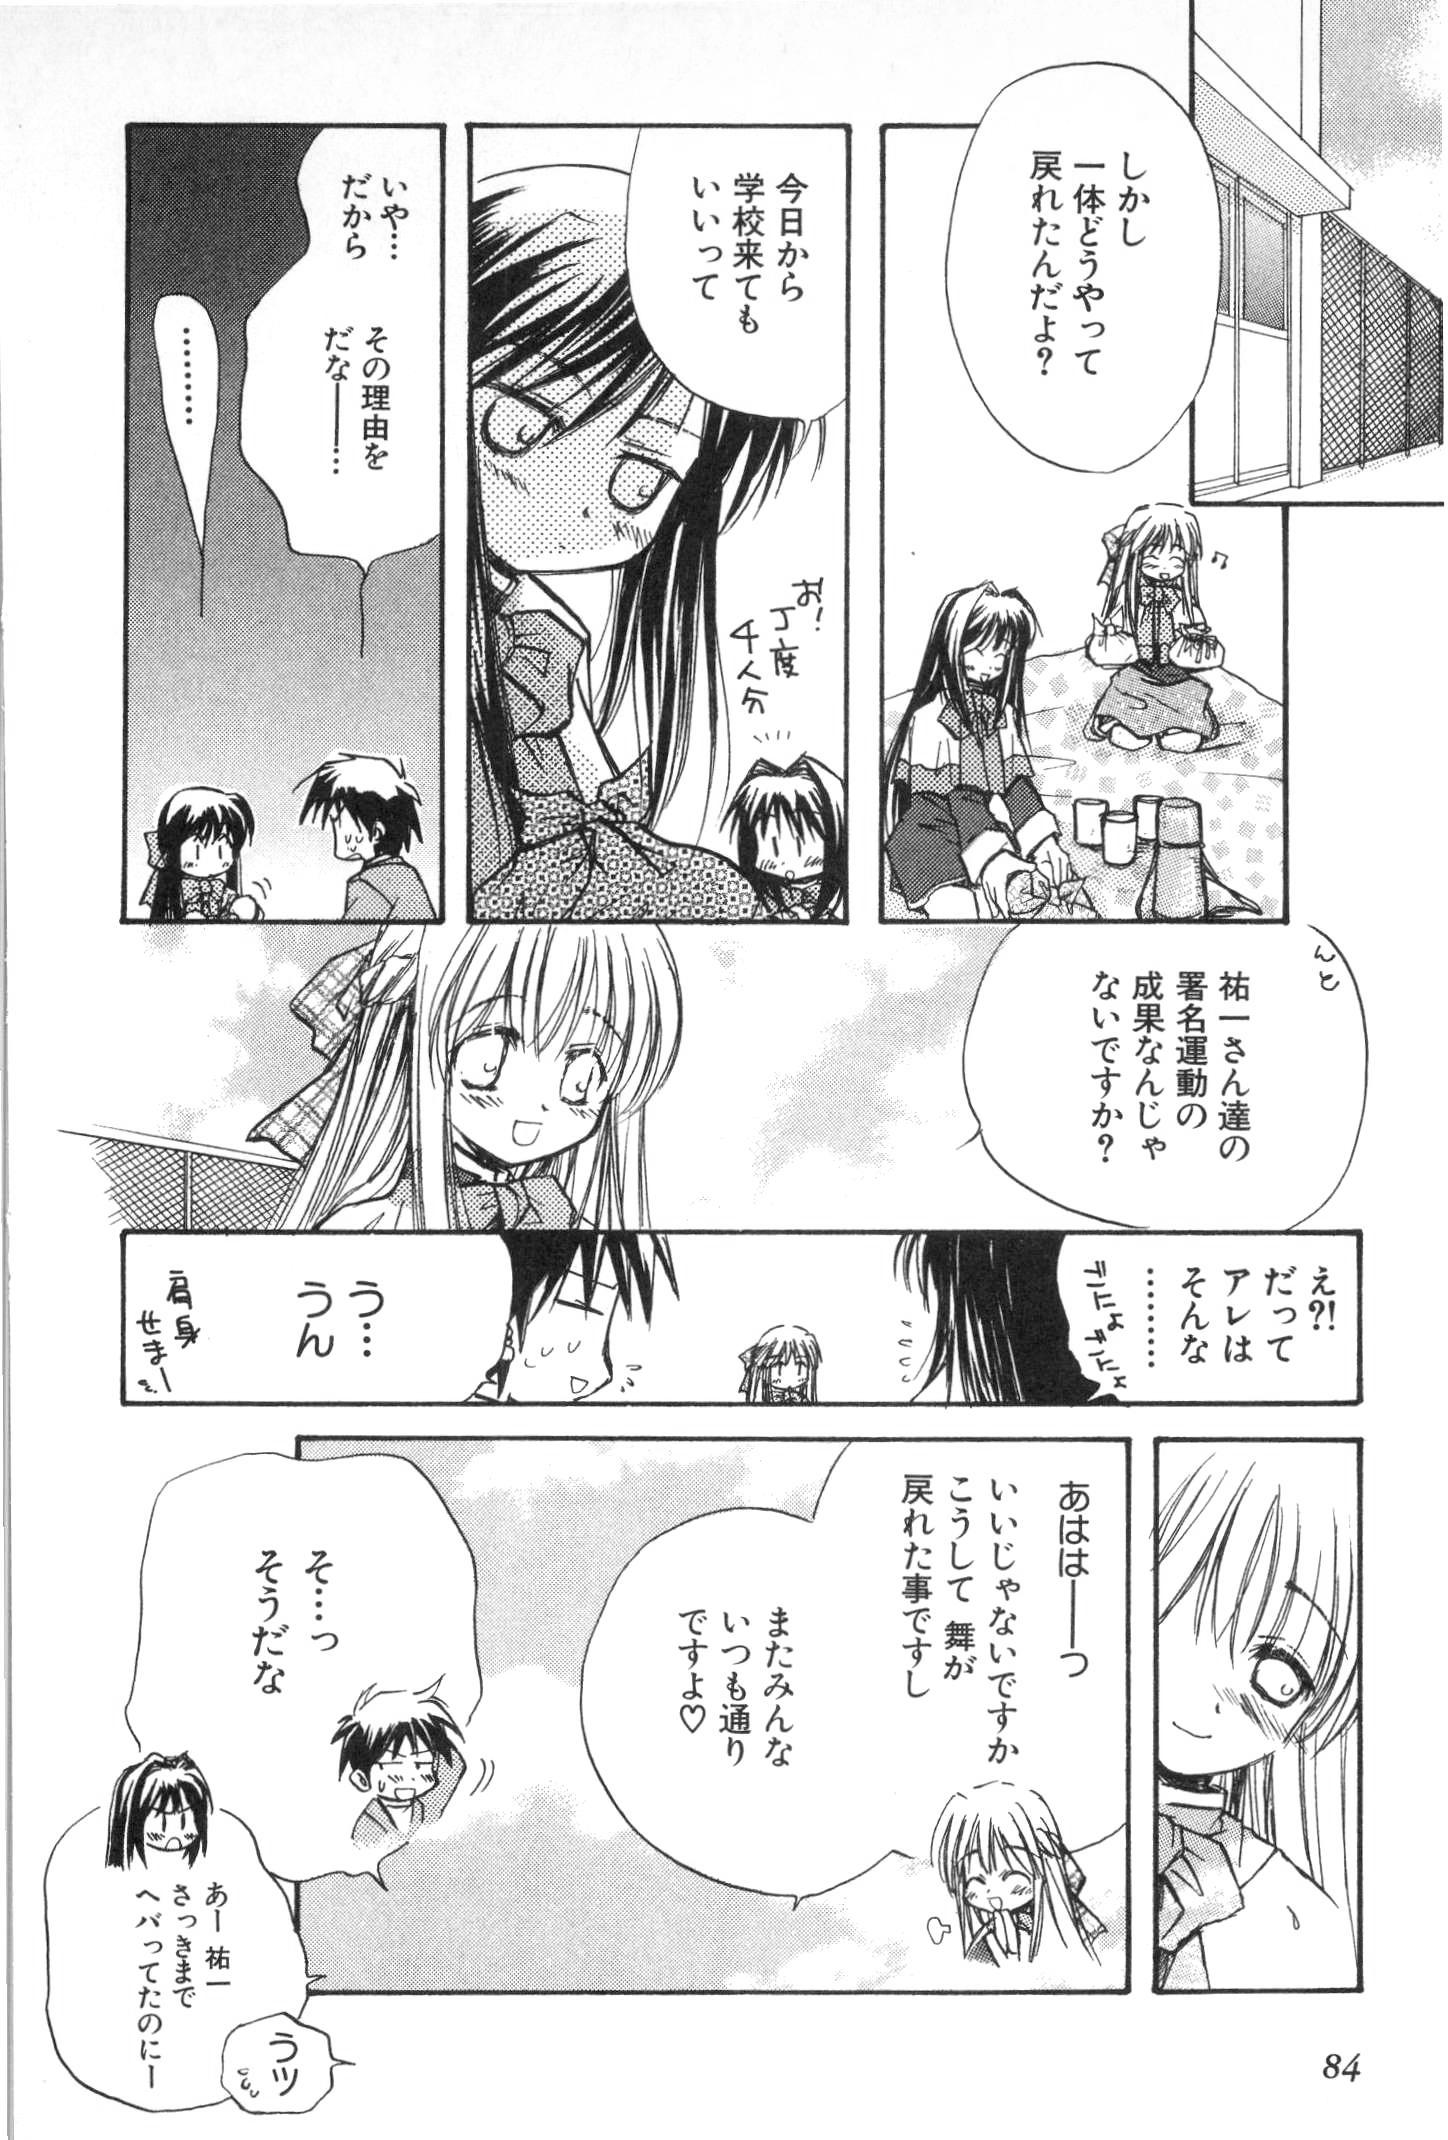 しかし
一体どうやって
戻れたんだよ？
今日から
学校来ても
いいって
お！
丁度
4人分
いや…
だから
その理由を
だな───
………
んと
祐一さん達の
署名運動の
成果なんじゃ
ないですか？
え?!
だって
アレは
そんな
………
う…
うん
肩身
せまー
あはは──っ
いいじゃないですか
こうして 舞が
戻れた事ですし
またみんな
いつも通り
ですよ♡
そ…っ
そうだな
あー 祐一
さっきまで
ヘバってたのにー
うッ
84